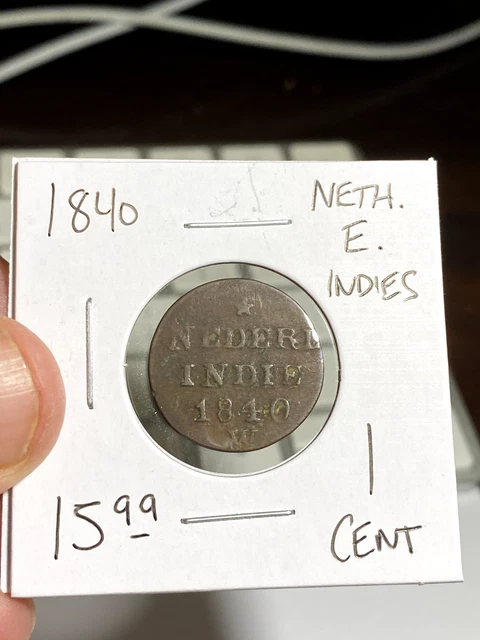 1840
NETH.
E.
INDIES
NEDERL
INDIE
1840
W
15.99
1
CENT